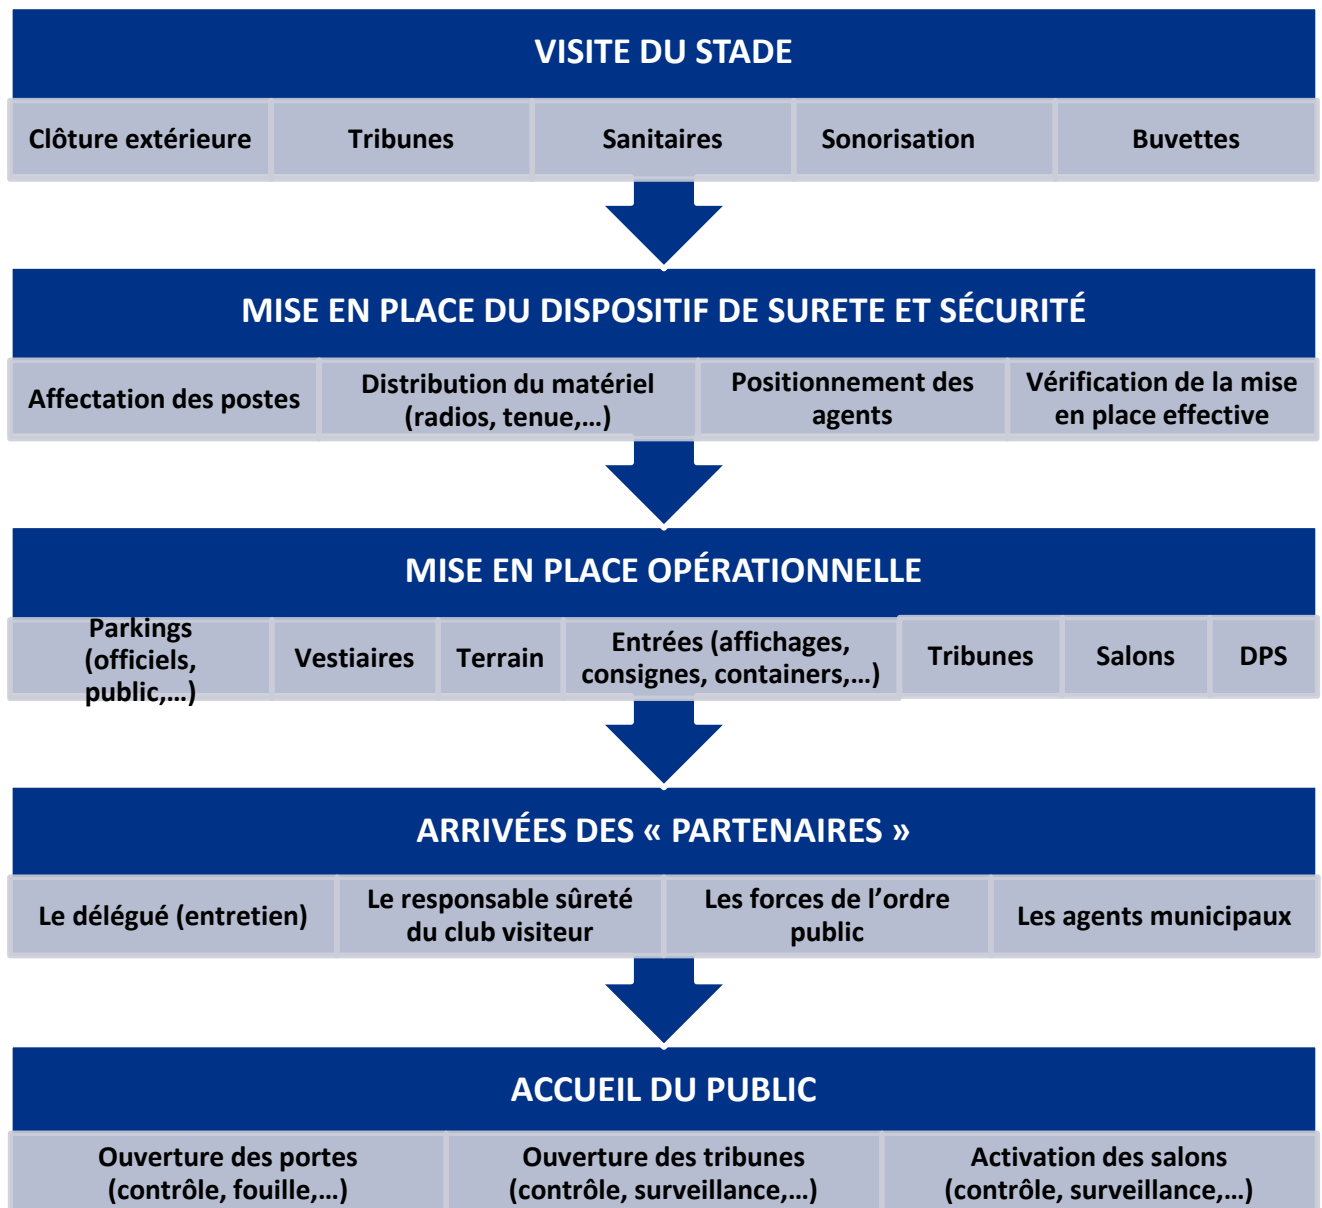 VISITE DU STADE
Clôture extérieure
Tribunes
Sanitaires
Sonorisation
Buvettes
MISE EN PLACE DU DISPOSITIF DE SURETE ET SÉCURITÉ
Affectation des postes
Distribution du matériel
(radios, tenue,...)
Positionnement des
agents
Vérification de la mise
en place effective
MISE EN PLACE OPÉRATIONNELLE
Parkings
(officiels,
public,...)
Vestiaires
Terrain
Entrées (affichages,
consignes, containers,...)
Tribunes
Salons
DPS
ARRIVÉES DES « PARTENAIRES »
Le délégué (entretien)
Le responsable sûreté
du club visiteur
Les forces de l’ordre
public
Les agents municipaux
ACCUEIL DU PUBLIC
Ouverture des portes
(contrôle, fouille,...)
Ouverture des tribunes
(contrôle, surveillance,...)
Activation des salons
(contrôle, surveillance,...)